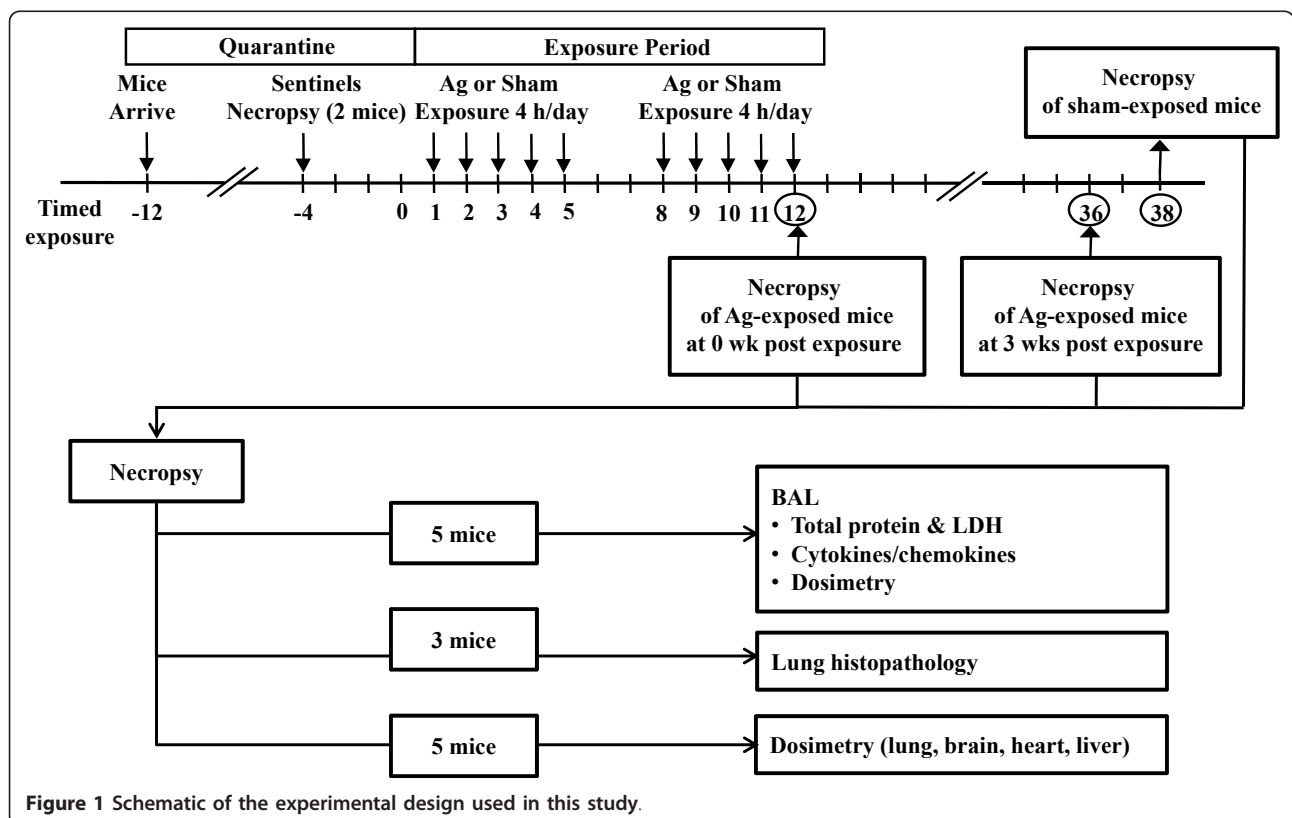 Quarantine
Exposure Period
Mice
Arrive
Sentinels
Necropsy (2 mice)
Ag or Sham
Exposure 4 h/day
Ag or Sham
Exposure 4 h/day
Necropsy
of sham-exposed mice
Timed
exposure
-12 -4 0 1 2 3 4 5 8 9 10 11 12 36 38
Necropsy
of Ag-exposed mice
at 0 wk post exposure
Necropsy
of Ag-exposed mice
at 3 wks post exposure
Necropsy
5 mice
BAL
• Total protein & LDH
• Cytokines/chemokines
• Dosimetry
3 mice
Lung histopathology
5 mice
Dosimetry (lung, brain, heart, liver)
Figure 1 Schematic of the experimental design used in this study.